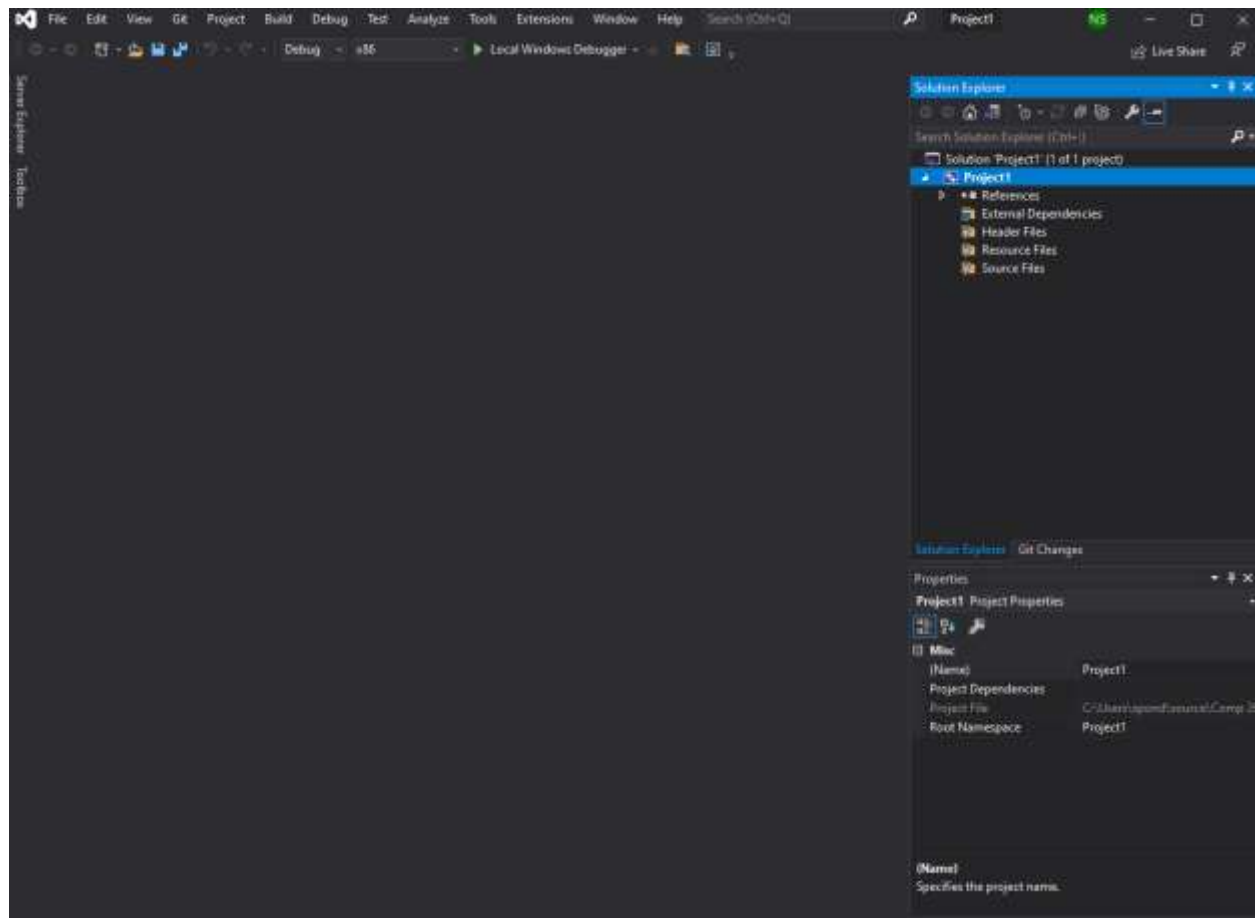 File Edit View Git Project Build Debug Test Analyze Tools Extensions Window Help Search (Ctrl+Q) Project1 NS
Debug x86 Local Windows Debugger Live Share
Server Explorer
Toolbox
Solution Explorer
Search Solution Explorer (Ctrl+;)
Solution 'Project1' (1 of 1 project)
Project1
References
External Dependencies
Header Files
Resource Files
Source Files
Solution Explorer Git Changes
Properties
Project1 Project Properties
Misc
(Name) Project1
Project Dependencies
Project File
Root Namespace Project1
(Name)
Specifies the project name.